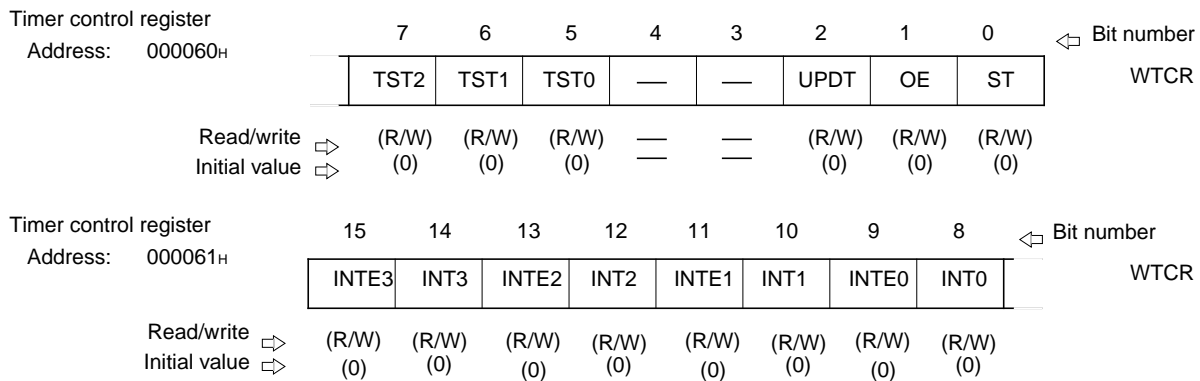 Timer control register
7 6 5 4 3 2 1 0 Bit number
Address: 000060H
TST2 TST1 TST0 — — UPDT OE ST WTCR
Read/write (R/W) (R/W) (R/W) — — (R/W) (R/W) (R/W)
Initial value (0) (0) (0) — — (0) (0) (0)
Timer control register
15 14 13 12 11 10 9 8 Bit number
Address: 000061H
INTE3 INT3 INTE2 INT2 INTE1 INT1 INTE0 INT0 WTCR
Read/write (R/W) (R/W) (R/W) (R/W) (R/W) (R/W) (R/W) (R/W)
Initial value (0) (0) (0) (0) (0) (0) (0) (0)